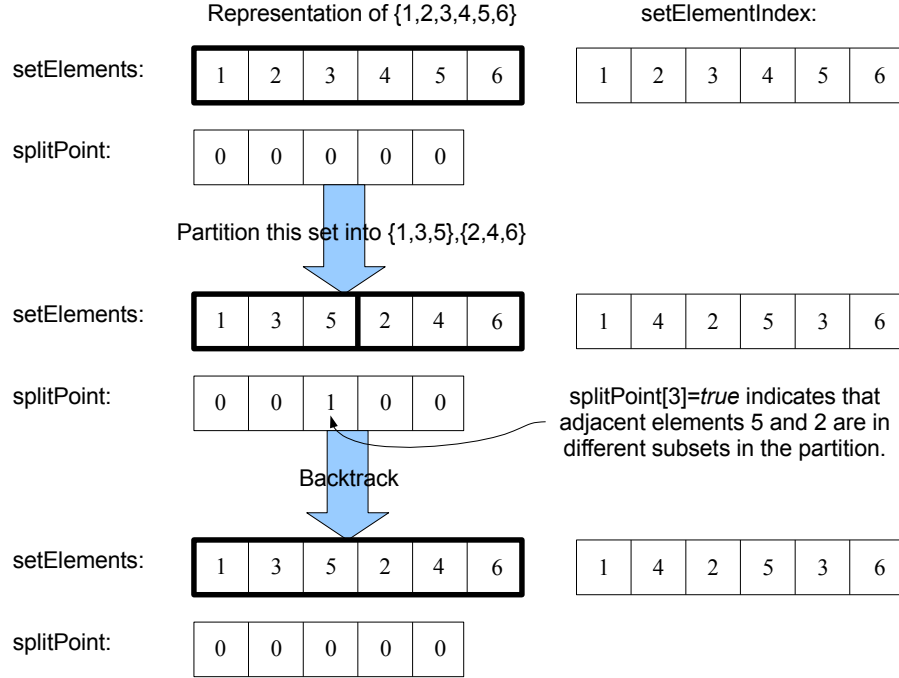 Representation of {1,2,3,4,5,6} setElementIndex:
setElements: 1 2 3 4 5 6 1 2 3 4 5 6
splitPoint: 0 0 0 0 0
Partition this set into {1,3,5},{2,4,6}
setElements: 1 3 5 2 4 6 1 4 2 5 3 6
splitPoint: 0 0 1 0 0
splitPoint[3]=true indicates that
adjacent elements 5 and 2 are in
different subsets in the partition.
Backtrack
setElements: 1 3 5 2 4 6 1 4 2 5 3 6
splitPoint: 0 0 0 0 0